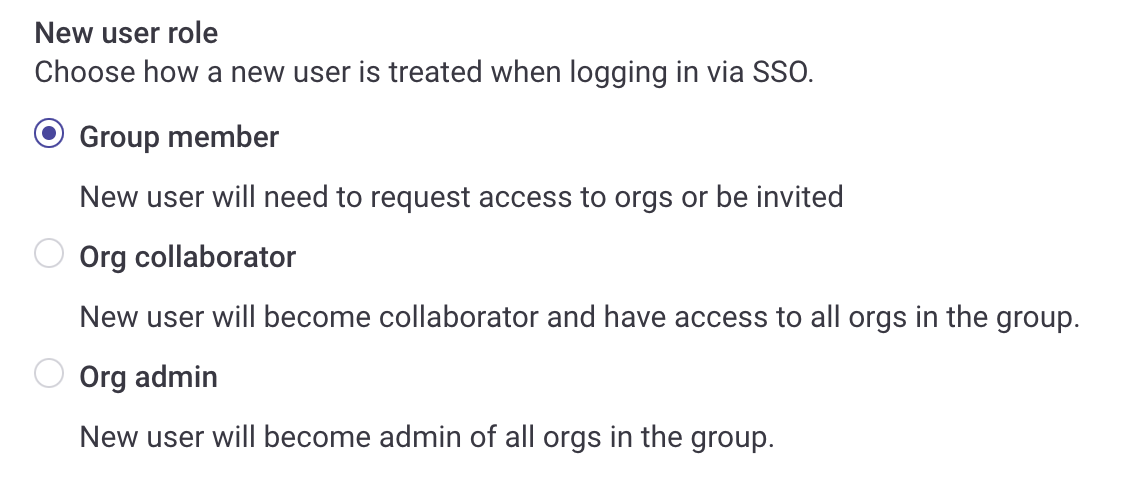 New user role
Choose how a new user is treated when logging in via SSO.
Group member
New user will need to request access to orgs or be invited
Org collaborator
New user will become collaborator and have access to all orgs in the group.
Org admin
New user will become admin of all orgs in the group.